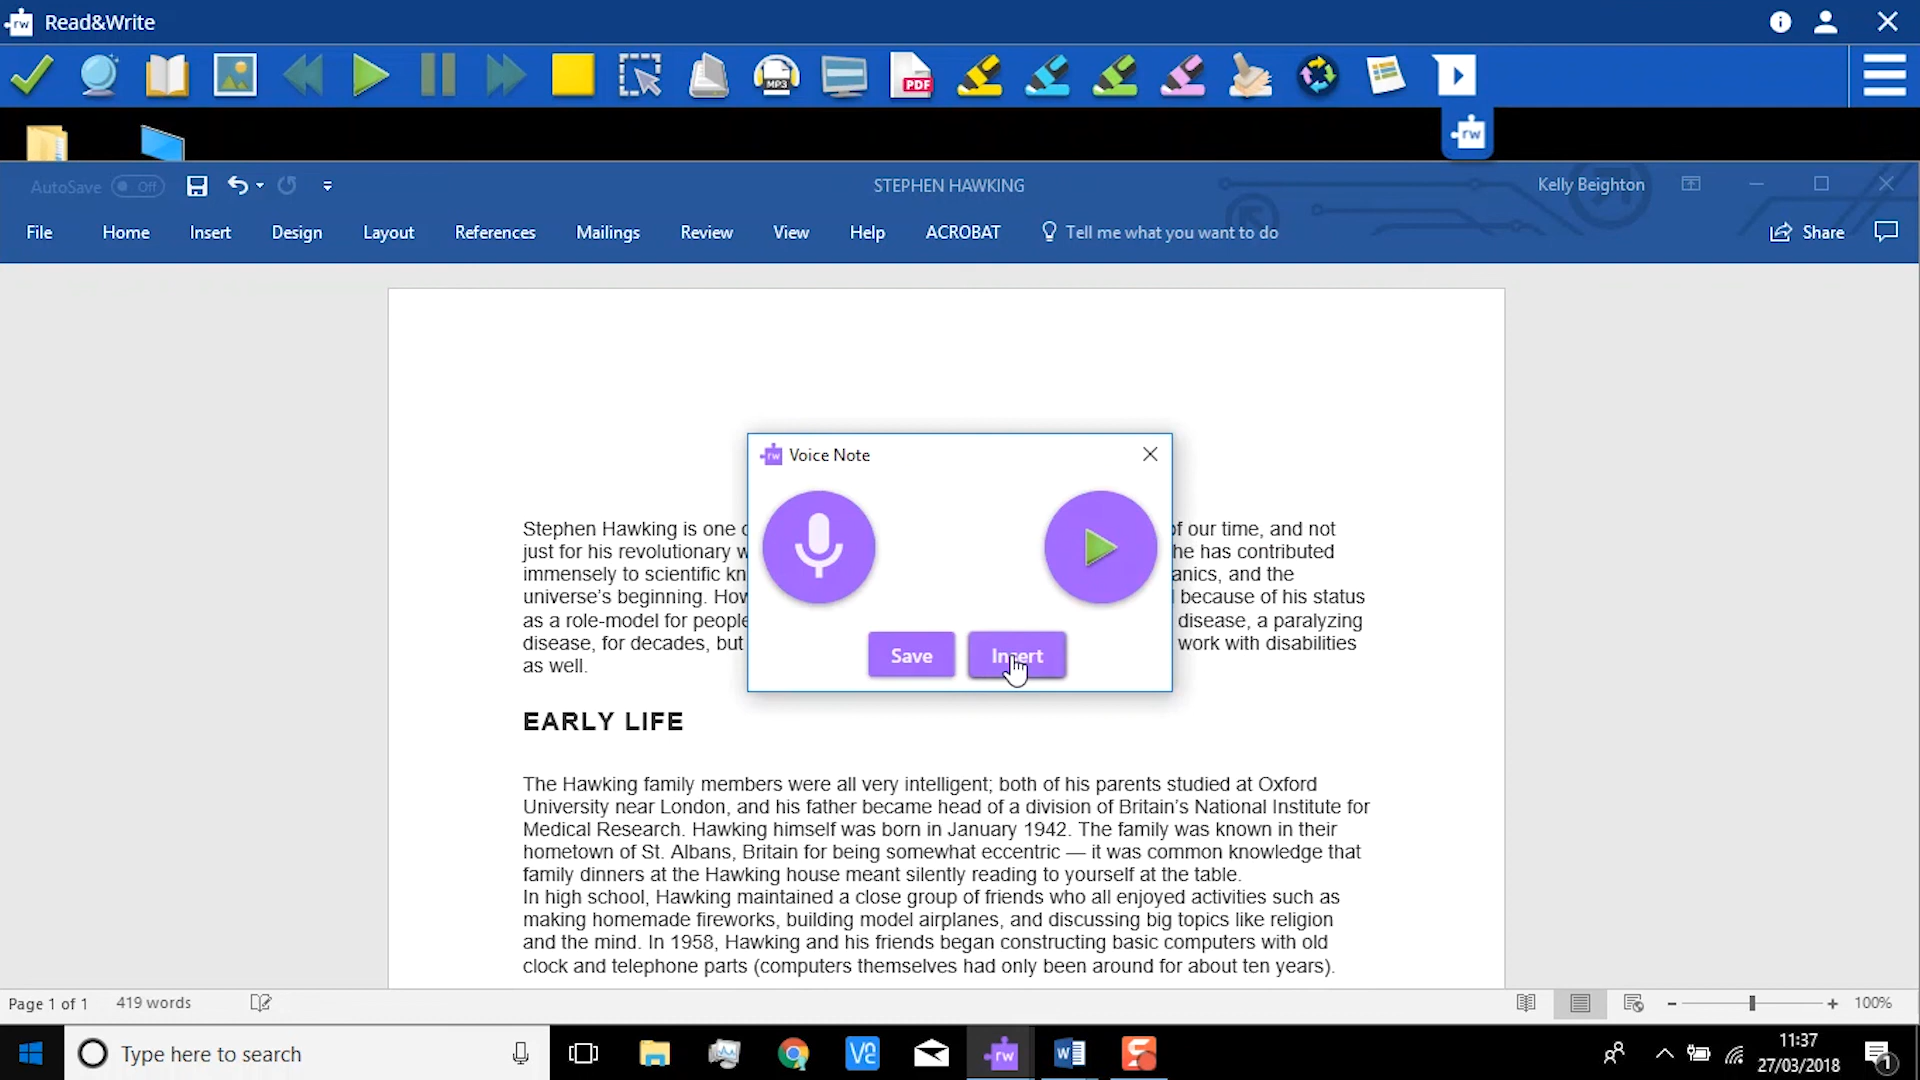 rw Read&Write
MP3
PDF
rw
AutoSave Off
STEPHEN HAWKING
Kelly Beighton
File Home Insert Design Layout References Mailings Review View Help ACROBAT Tell me what you want to do Share
rw Voice Note
Save Insert
Stephen Hawking is one of our time, and not
just for his revolutionary he has contributed
immensely to scientific and the
universe's beginning. because of his status
as a role-model for people disease, a paralyzing
disease, for decades, but work with disabilities
as well.
EARLY LIFE
The Hawking family members were all very intelligent; both of his parents studied at Oxford
University near London, and his father became head of a division of Britain's National Institute for
Medical Research. Hawking himself was born in January 1942. The family was known in their
hometown of St. Albans, Britain for being somewhat eccentric — it was common knowledge that
family dinners at the Hawking house meant silently reading to yourself at the table.
In high school, Hawking maintained a close group of friends who all enjoyed activities such as
making homemade fireworks, building model airplanes, and discussing big topics like religion
and the mind. In 1958, Hawking and his friends began constructing basic computers with old
clock and telephone parts (computers themselves had only been around for about ten years).
Page 1 of 1 419 words
100%
Type here to search
rw
11:37
27/03/2018
1